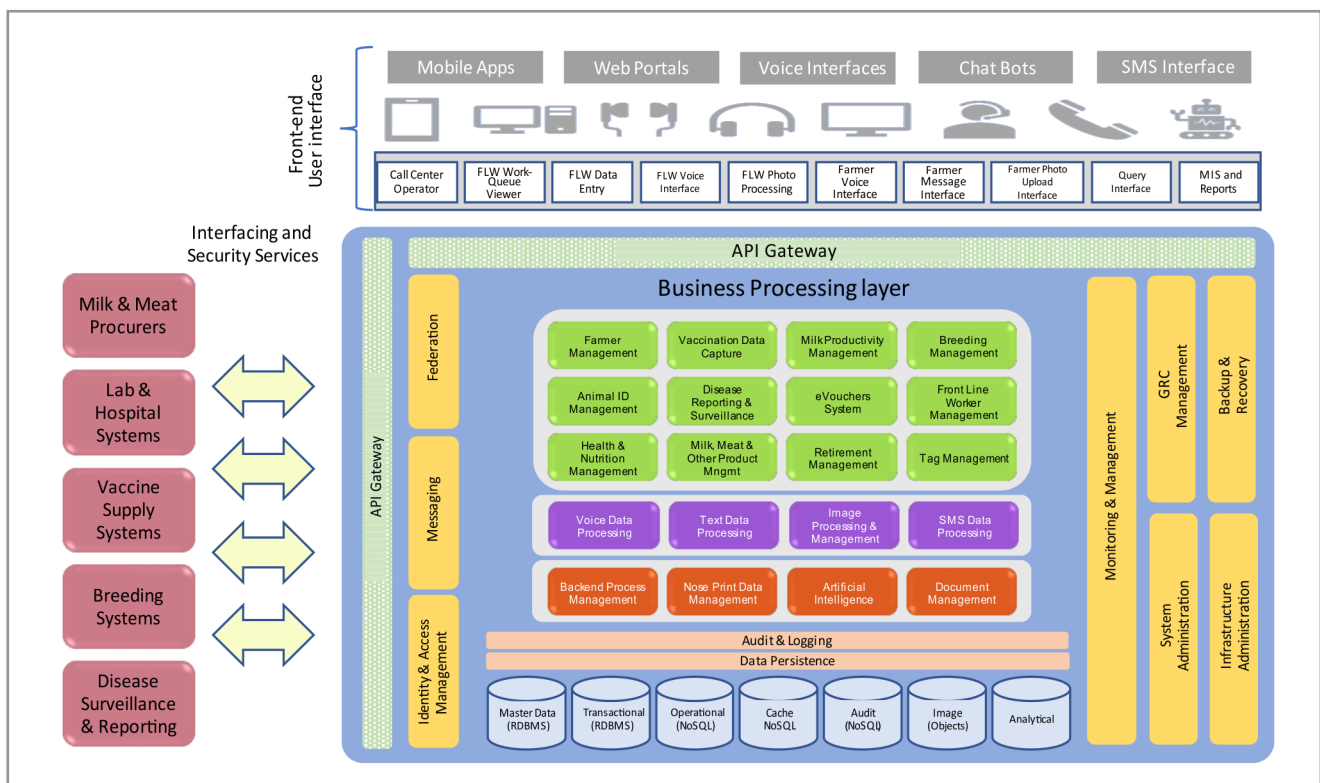 Mobile Apps
Web Portals
Voice Interfaces
Chat Bots
SMS Interface
Front-end
User interface
Call Center
Operator
FLW Work-
Queue
Viewer
FLW Data
Entry
FLW Voice
Interface
FLW Photo
Processing
Farmer
Voice
Interface
Farmer
Message
Interface
Farmer Photo
Upload
Interface
Query
Interface
MIS and
Reports
Interfacing and
Security Services
Milk & Meat
Procurers
Lab &
Hospital
Systems
Vaccine
Supply
Systems
Breeding
Systems
Disease
Surveillance
& Reporting
API Gateway
API Gateway
Business Processing layer
Federation
Messaging
Identity & Access
Management
Farmer
Management
Vaccination Data
Capture
Milk Productivity
Management
Breeding
Management
Animal ID
Management
Disease
Reporting &
Surveillance
eVouchers
System
Front Line
Worker
Management
Health &
Nutrition
Management
Milk, Meat &
Other Product
Mngmt
Retirement
Management
Tag Management
Voice Data
Processing
Text Data
Processing
Image
Processing &
Management
SMS Data
Processing
Backend Process
Management
Nose Print Data
Management
Artificial
Intelligence
Document
Management
Audit & Logging
Data Persistence
Master Data
(RDBMS)
Transactional
(RDBMS)
Operational
(NoSQL)
Cache
NoSQL
Audit
(NoSQl)
Image
(Objects)
Analytical
Monitoring & Management
GRC
Management
Backup &
Recovery
System
Administration
Infrastructure
Administration